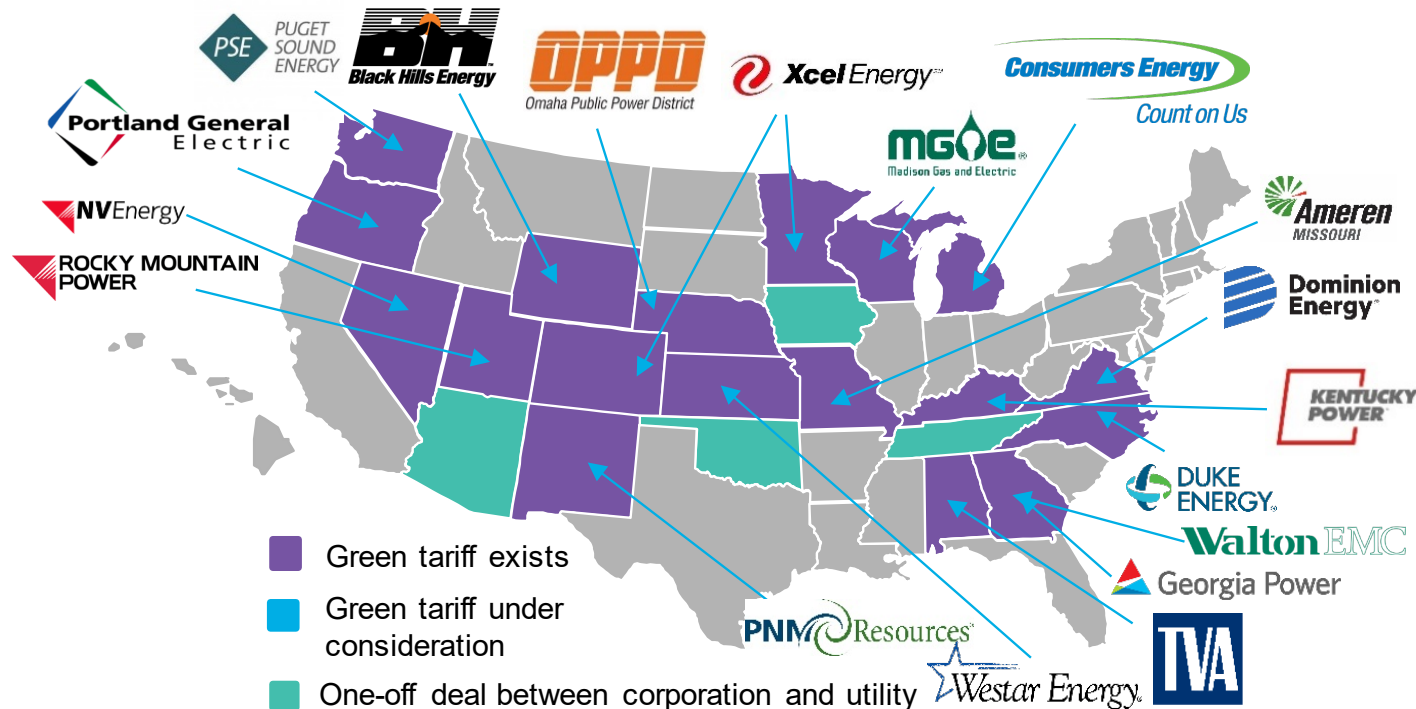 PSE
PUGET
SOUND
ENERGY
BH
Black Hills Energy
OPPD
Omaha Public Power District
Xcel Energy℠
Consumers Energy
Count on Us
Portland General
Electric
mge®
Madison Gas and Electric
NVEnergy
Ameren
MISSOURI
ROCKY MOUNTAIN
POWER
Dominion
Energy®
KENTUCKY
POWER®
DUKE
ENERGY®
Walton EMC
Georgia Power
Green tariff exists
Green tariff under
consideration
One-off deal between corporation and utility
PNM Resources®
Westar Energy®
TVA